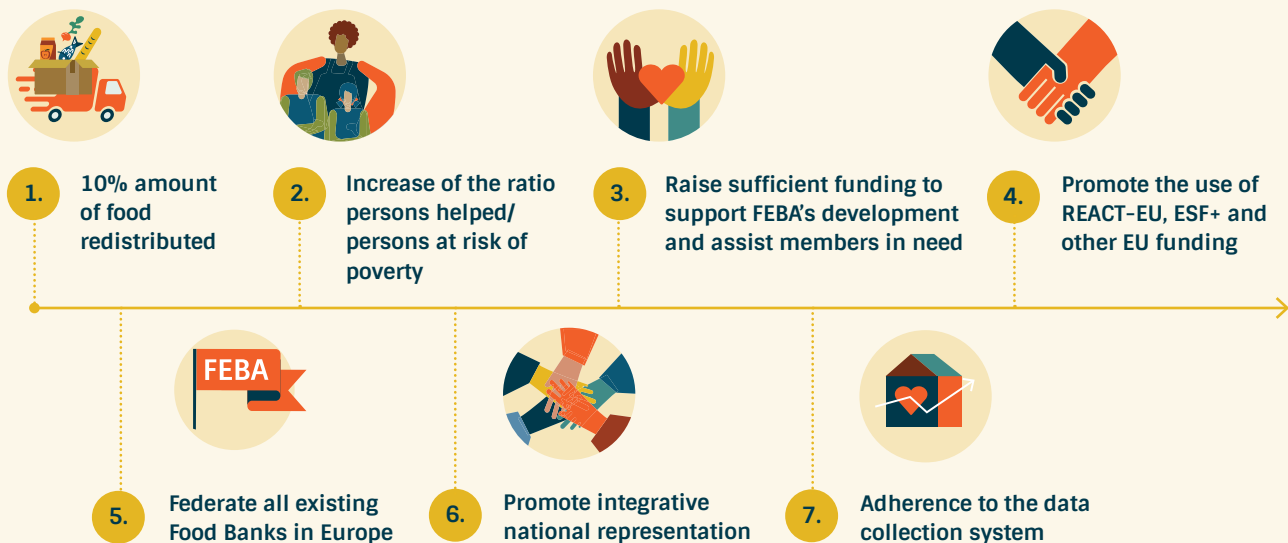 1.
10% amount
of food
redistributed
2.
Increase of the ratio
persons helped/
persons at risk of
poverty
3.
Raise sufficient funding to
support FEBA's development
and assist members in need
4.
Promote the use of
REACT-EU, ESF+ and
other EU funding
FEBA
5.
Federate all existing
Food Banks in Europe
6.
Promote integrative
national representation
7.
Adherence to the data
collection system